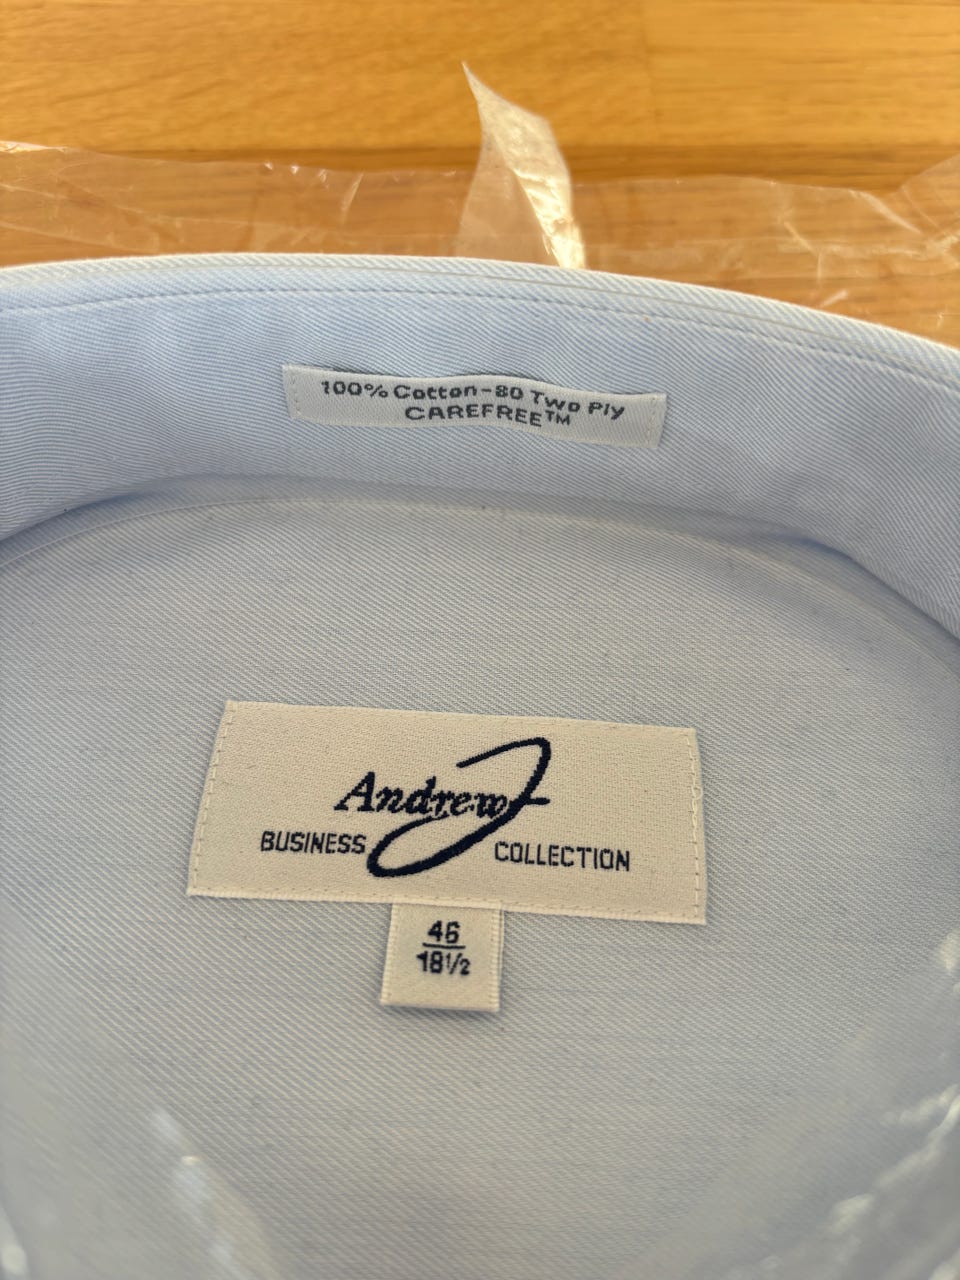 100% Cotton-80 Two Ply
CAREFREE™
Andrew J
BUSINESS COLLECTION
46
18½